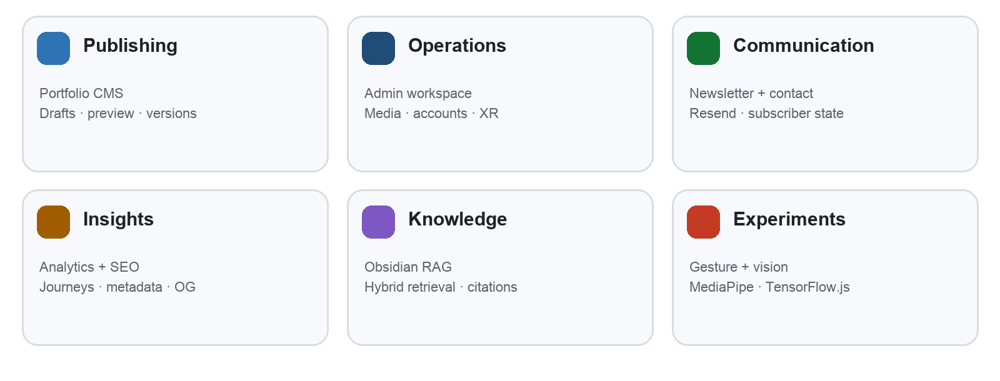 Publishing
Portfolio CMS
Drafts · preview · versions
Operations
Admin workspace
Media · accounts · XR
Communication
Newsletter + contact
Resend · subscriber state
Insights
Analytics + SEO
Journeys · metadata · OG
Knowledge
Obsidian RAG
Hybrid retrieval · citations
Experiments
Gesture + vision
MediaPipe · TensorFlow.js